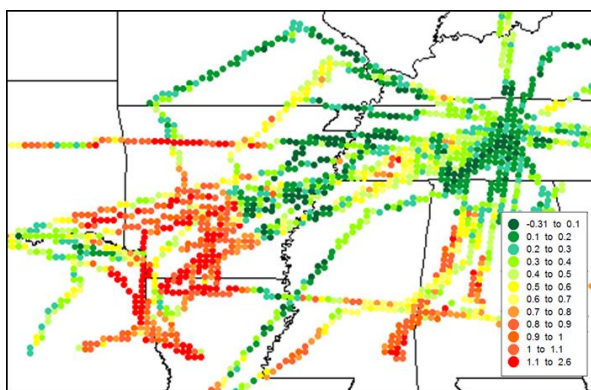 -0.31 to 0.1
0.1 to 0.2
0.2 to 0.3
0.3 to 0.4
0.4 to 0.5
0.5 to 0.6
0.6 to 0.7
0.7 to 0.8
0.8 to 0.9
0.9 to 1
1 to 1.1
1.1 to 2.6